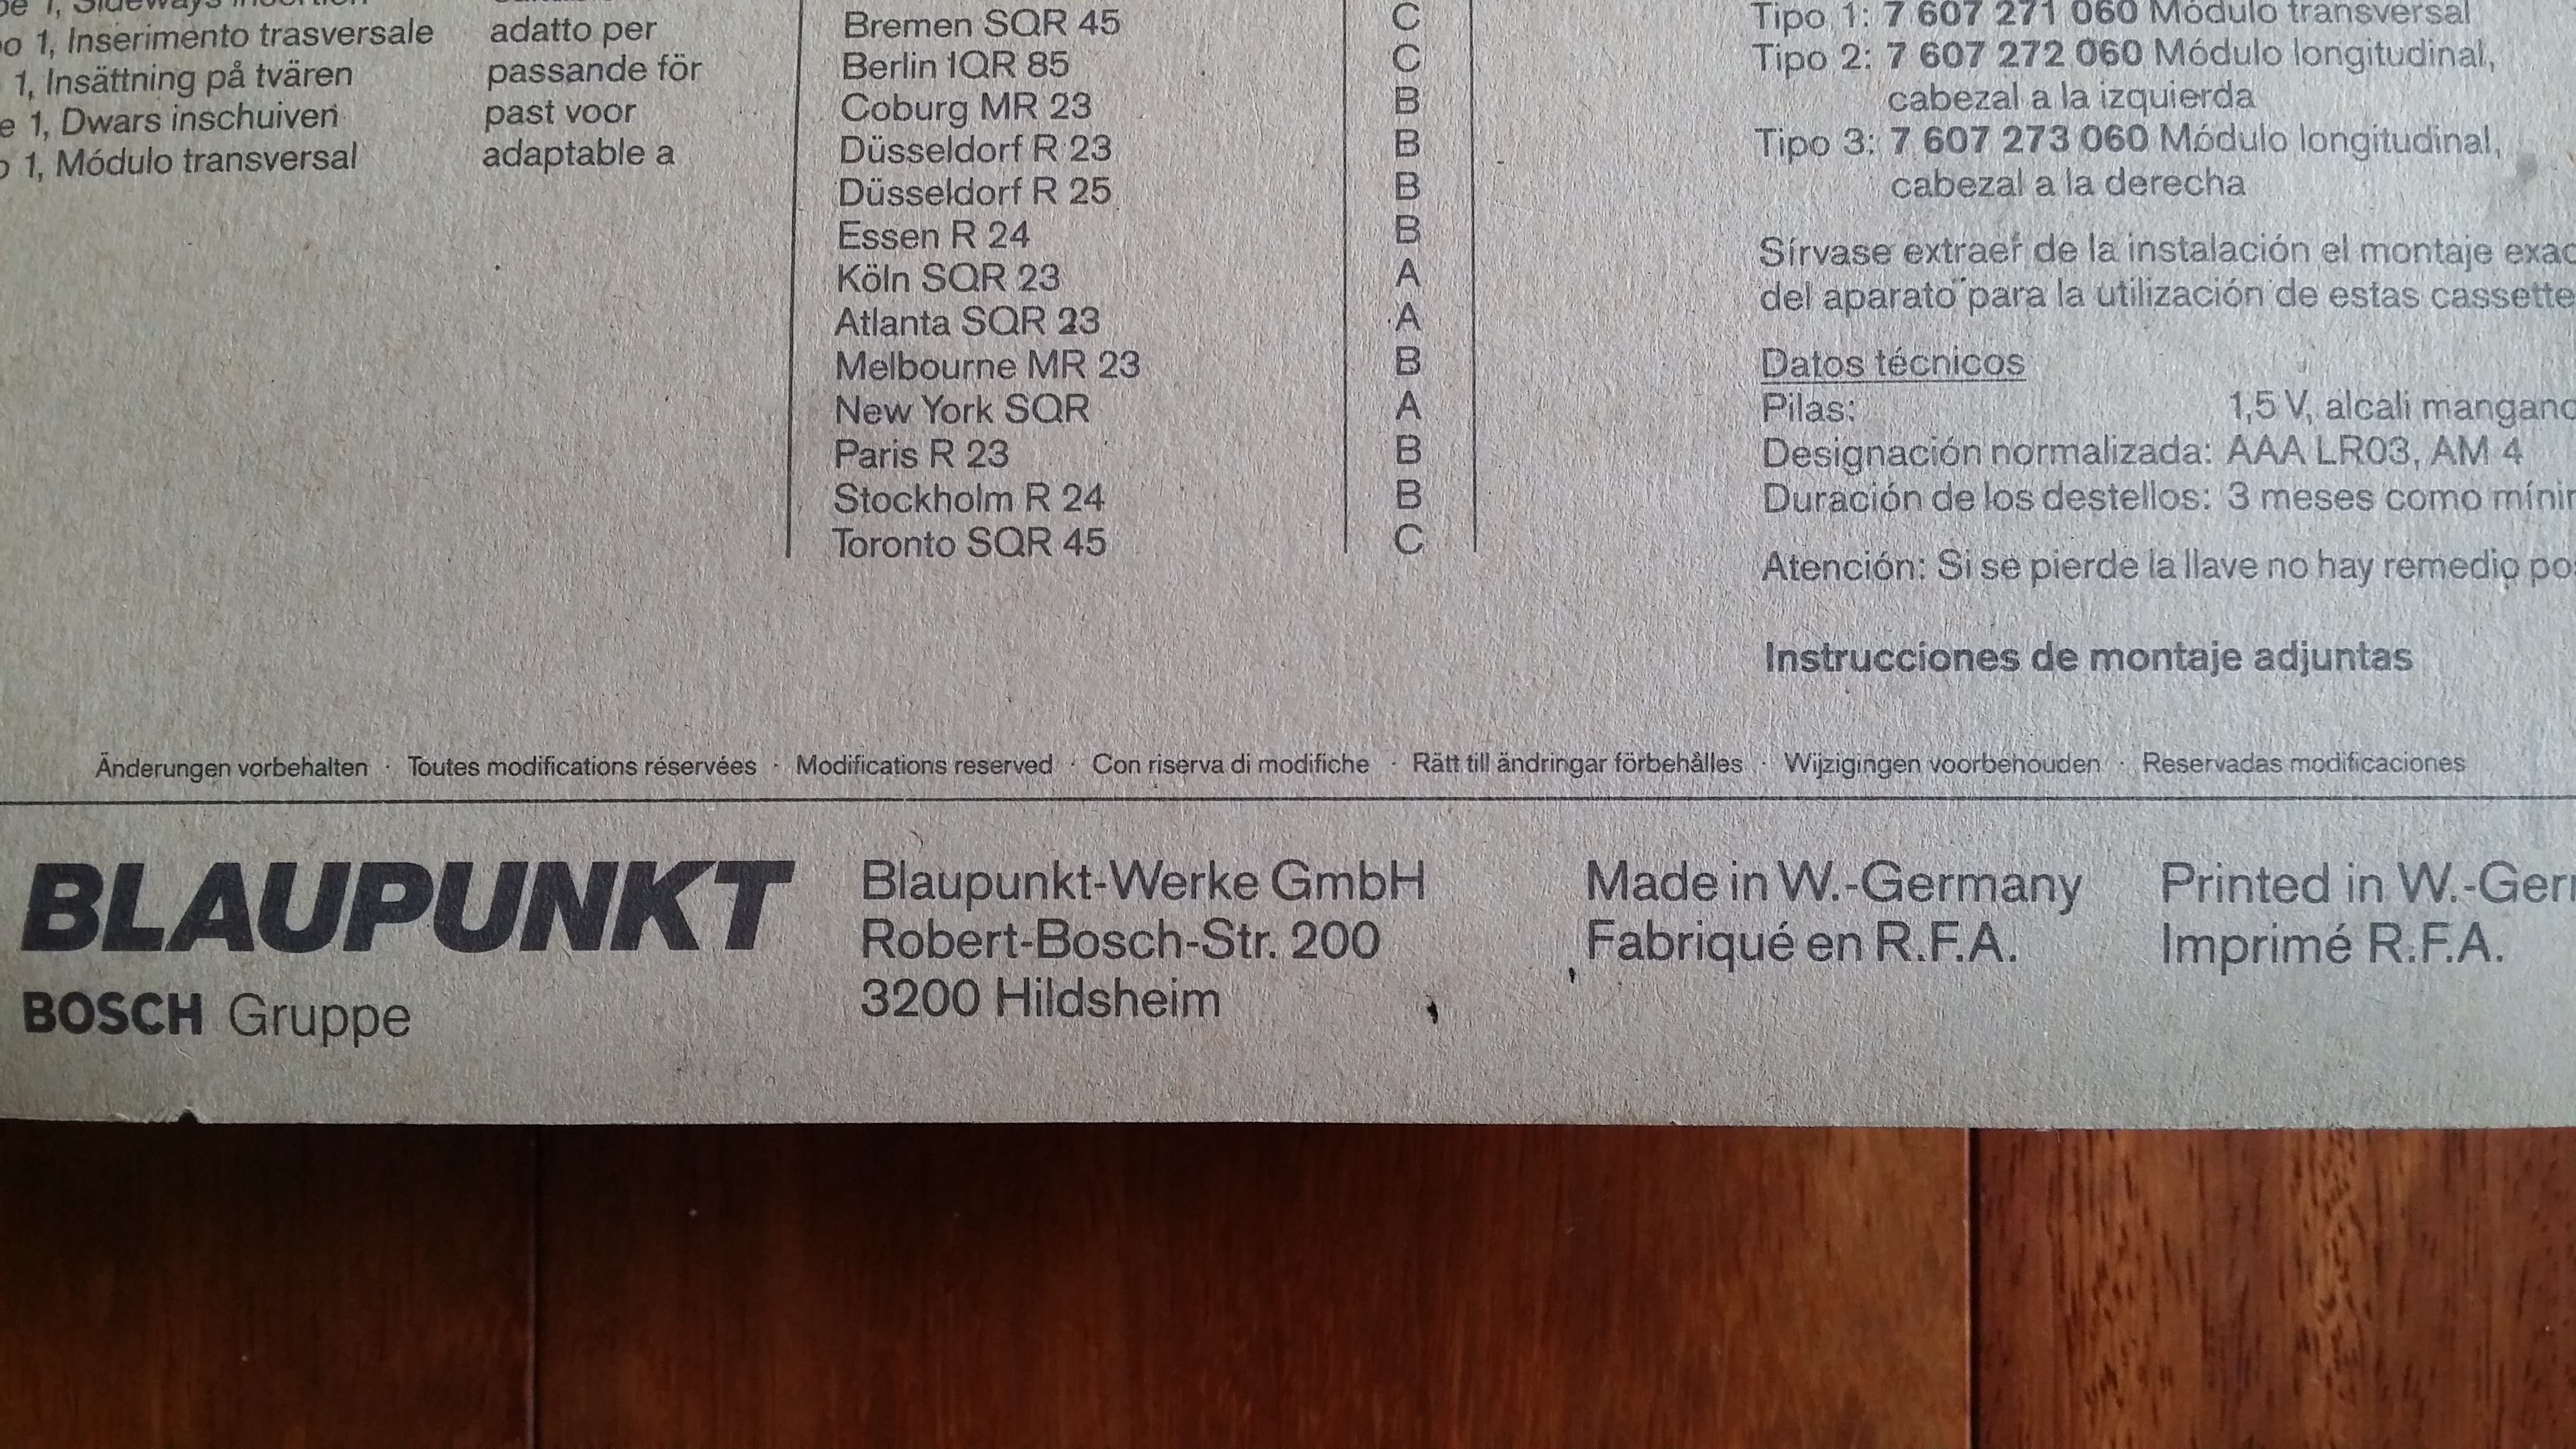 1, Sideways insertion
1, Inserimento trasversale
1, Insättning på tvären
1, Dwars inschuiven
1, Módulo transversal
adatto per
passande för
past voor
adaptable a
Bremen SQR 45 C
Berlin IQR 85 C
Coburg MR 23 B
Düsseldorf R 23 B
Düsseldorf R 25 B
Essen R 24 B
Köln SQR 23 A
Atlanta SQR 23 A
Melbourne MR 23 B
New York SQR A
Paris R 23 B
Stockholm R 24 B
Toronto SQR 45 C
Tipo 1: 7 607 271 060 Módulo transversal
Tipo 2: 7 607 272 060 Módulo longitudinal,
cabezal a la izquierda
Tipo 3: 7 607 273 060 Módulo longitudinal,
cabezal a la derecha
Sírvase extraer de la instalación el montaje
del aparato para la utilización de estas
Datos técnicos
Pilas: 1,5 V, alcali
Designación normalizada: AAA LR03, AM 4
Duración de los destellos: 3 meses como
Atención: Si se pierde la llave no hay remedio
Instrucciones de montaje adjuntas
Änderungen vorbehalten · Toutes modifications réservées · Modifications reserved · Con riserva di modifiche · Rätt till ändringar förbehålles · Wijzigingen voorbehouden · Reservadas modificaciones
BLAUPUNKT
BOSCH Gruppe
Blaupunkt-Werke GmbH
Robert-Bosch-Str. 200
3200 Hildsheim
Made in W.-Germany
Fabriqué en R.F.A.
Printed in
Imprimé R.F.A.